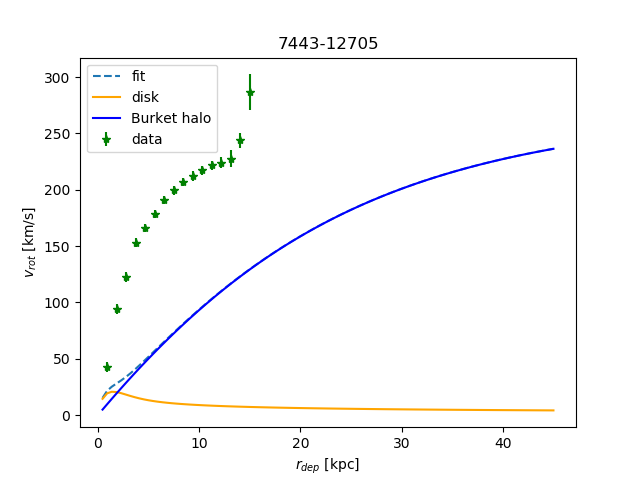 7443-12705
fit
disk
Burket halo
data
300
250
200
150
100
50
0
v_rot [km/s]
0 10 20 30 40
r_dep [kpc]